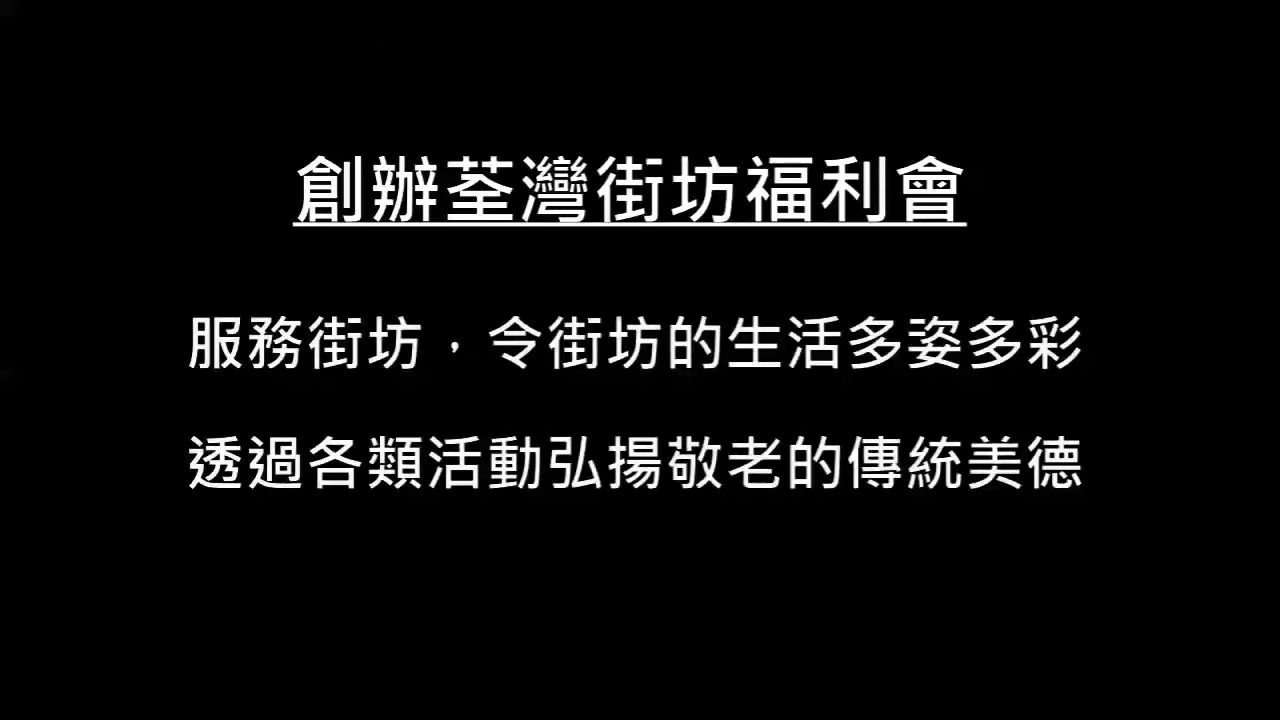 創辦荃灣街坊福利會
服務街坊，令街坊的生活多姿多彩
透過各類活動弘揚敬老的傳統美德